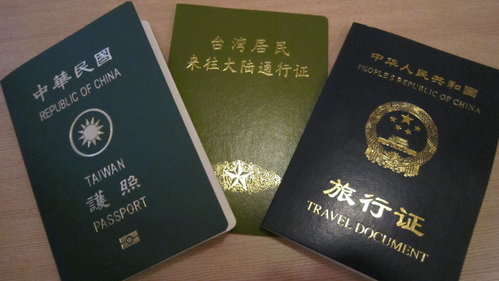 中華民國
REPUBLIC OF CHINA
TAIWAN
護照
PASSPORT
台湾居民
来往大陆通行证
中华人民共和国
PEOPLE'S REPUBLIC OF CHINA
旅行证
TRAVEL DOCUMENT